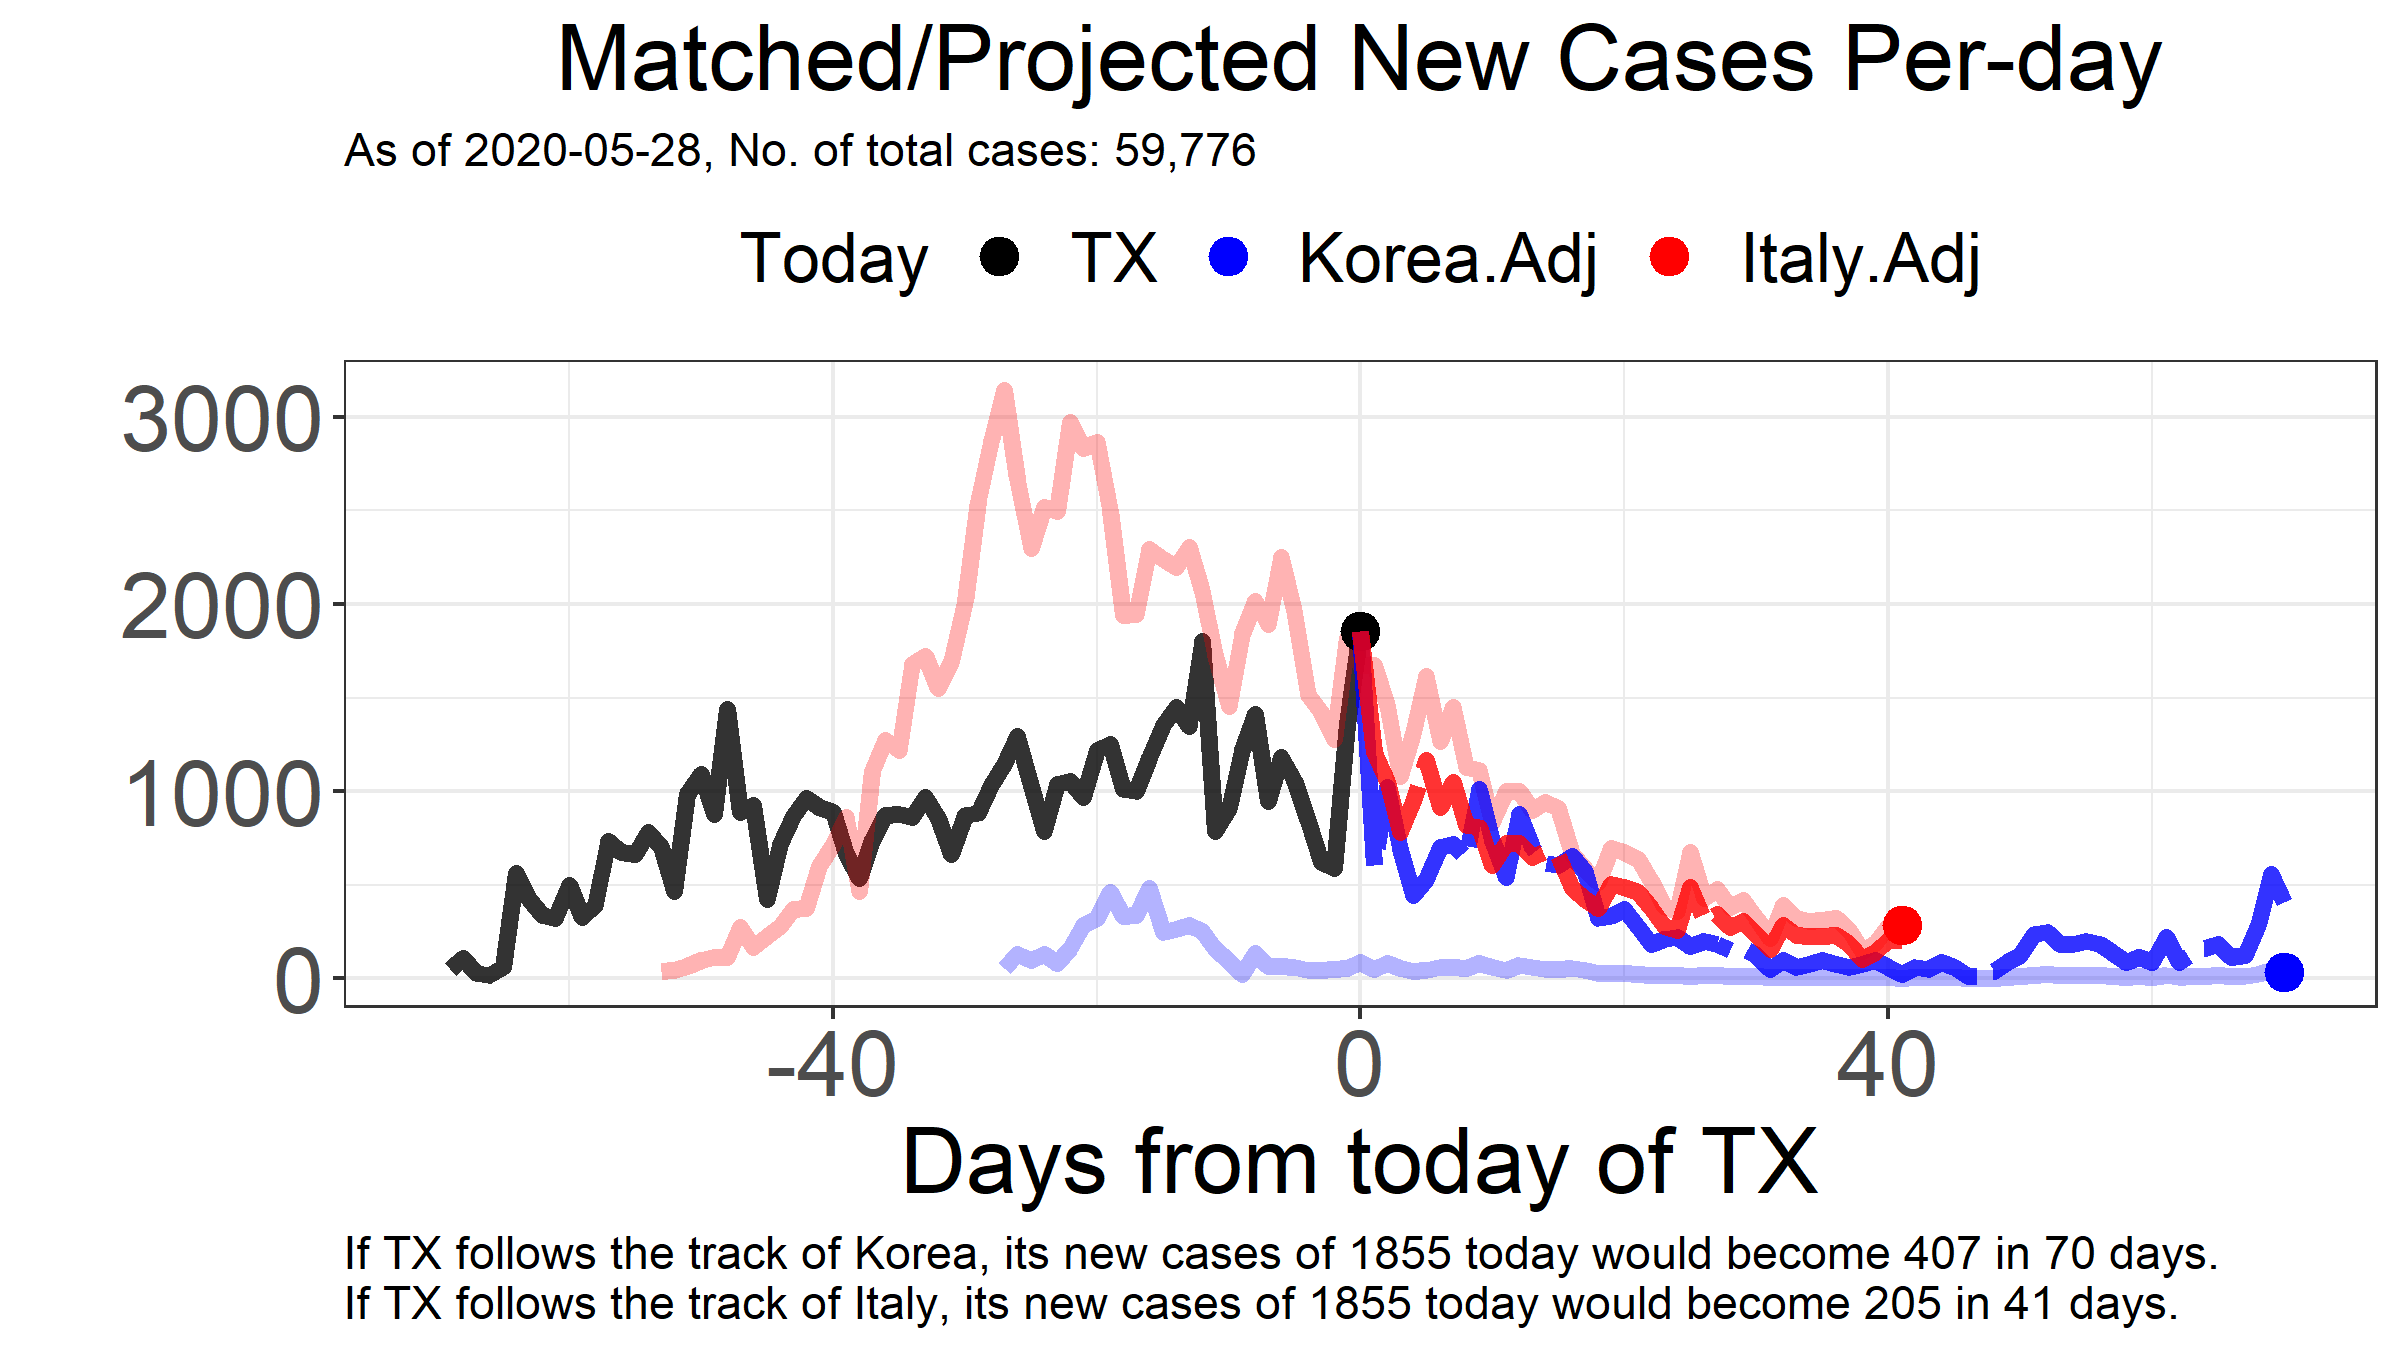 Matched/Projected New Cases Per-day
As of 2020-05-28, No. of total cases: 59,776
Today TX Korea.Adj Italy.Adj
3000
2000
1000
0
-40 0 40
Days from today of TX
If TX follows the track of Korea, its new cases of 1855 today would become 407 in 70 days.
If TX follows the track of Italy, its new cases of 1855 today would become 205 in 41 days.